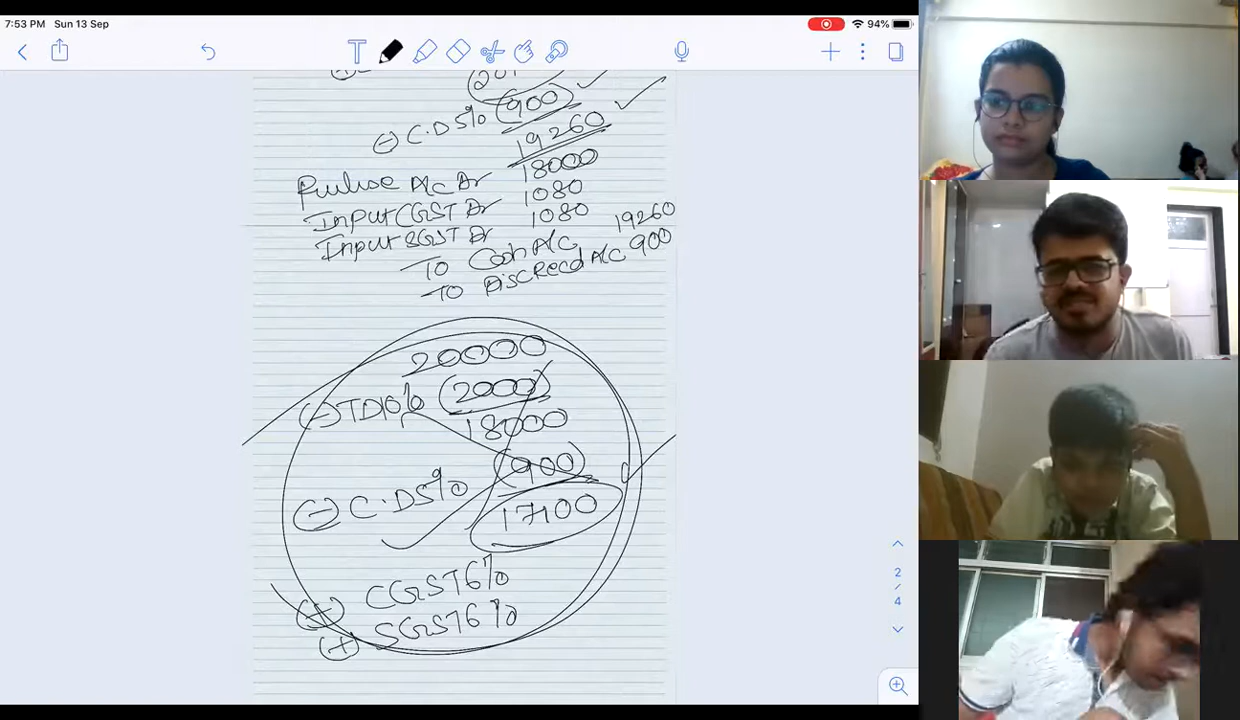 7:53 PM Sun 13 Sep
94%
T
(900)
⊖ C.D 5%
19260
Purchase A/c Dr 18000
Input CGST Dr 1080
Input SGST Dr 1080
To Cash A/c 19260
To Disc Recd A/c 900
20000
⊖ TD 10% (2000)
18000
⊖ C.D 5% (900)
17100
⊕ CGST 6%
⊕ SGST 6%
2
/
4